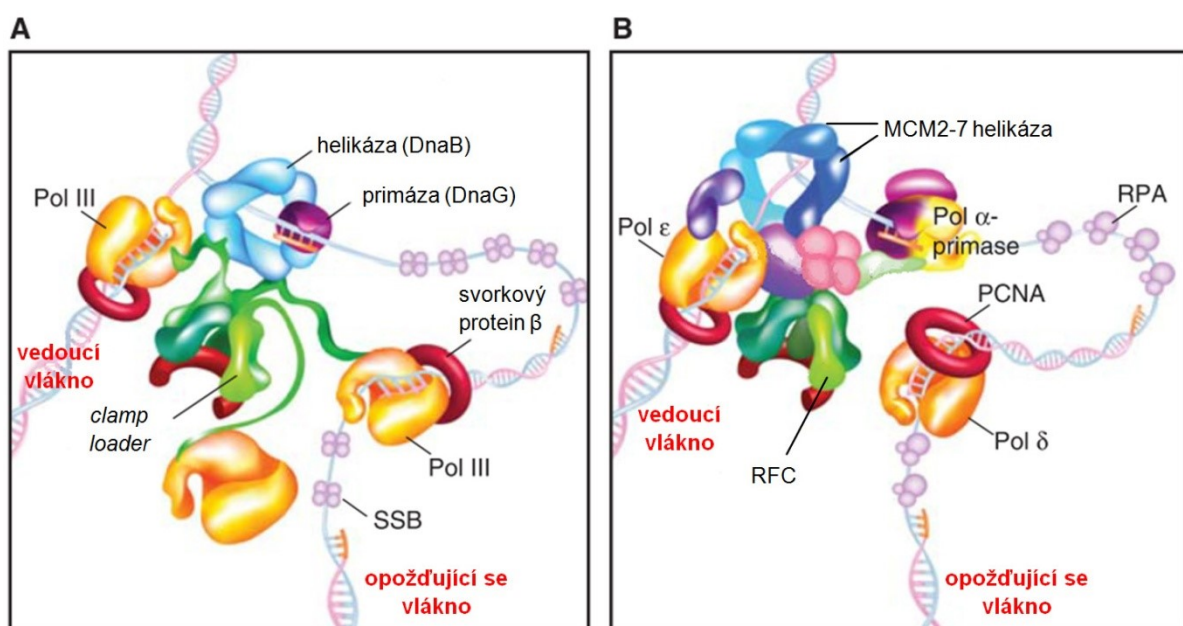 A
helikáza (DnaB)
Pol III
primáza (DnaG)
svorkový
protein β
vedoucí
vlákno
clamp
loader
Pol III
SSB
opožďující se
vlákno
B
MCM2-7 helikáza
RPA
Pol ε
Pol α-
primase
PCNA
vedoucí
vlákno
Pol δ
RFC
opožďující se
vlákno